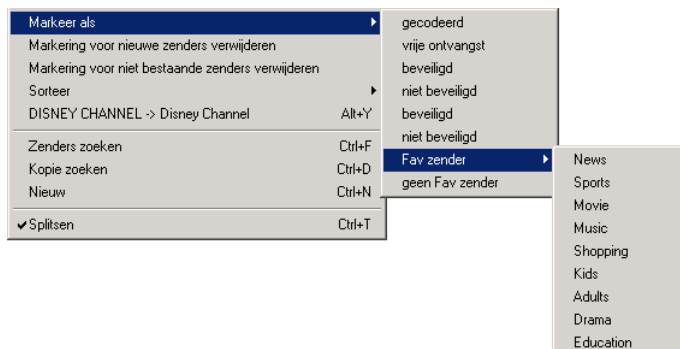 Markeer als
Markering voor nieuwe zenders verwijderen
Markering voor niet bestaande zenders verwijderen
Sorteer
DISNEY CHANNEL -> Disney Channel Alt+Y
Zenders zoeken Ctrl+F
Kopie zoeken Ctrl+D
Nieuw Ctrl+N
Splitsen Ctrl+T
gecodeerd
vrije ontvangst
beveiligd
niet beveiligd
beveiligd
niet beveiligd
Fav zender
geen Fav zender
News
Sports
Movie
Music
Shopping
Kids
Adults
Drama
Education